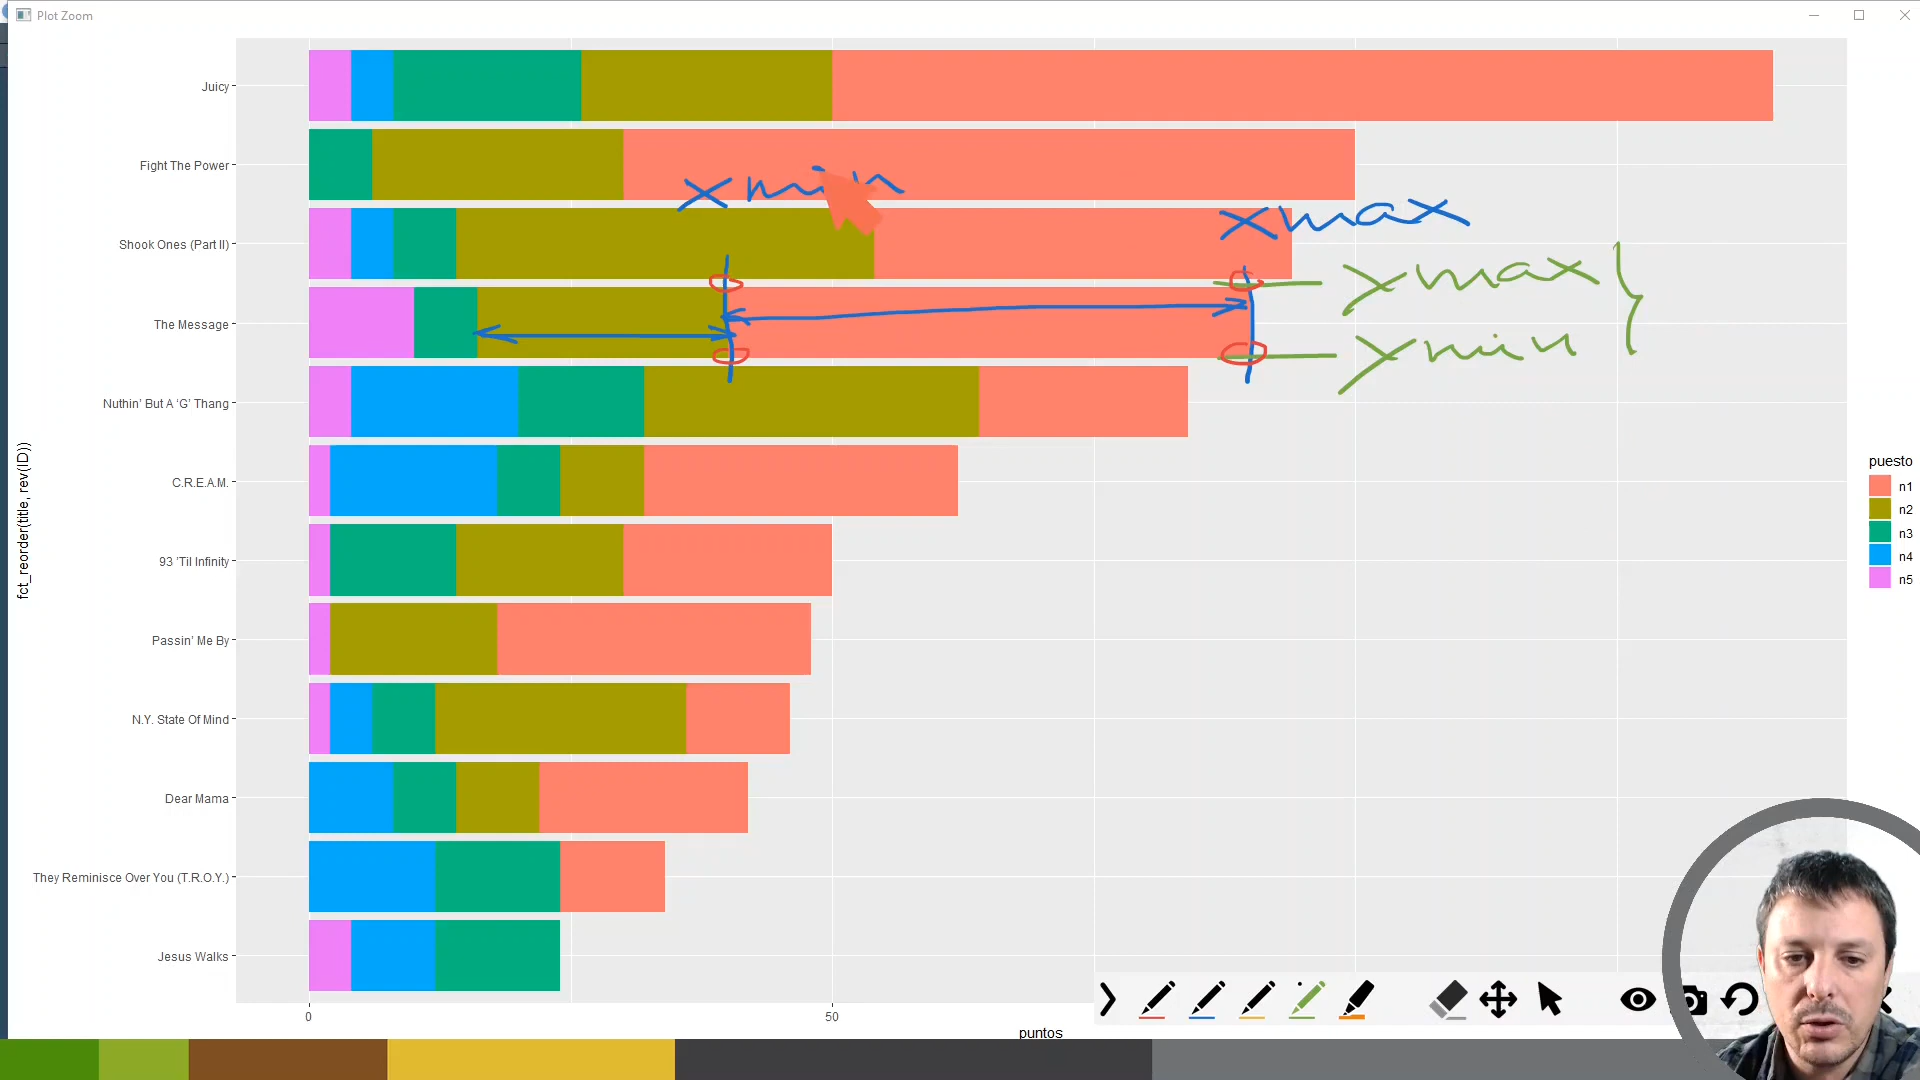 Plot Zoom
Juicy
Fight The Power
xmin
Shook Ones (Part II)
xmax
ymax
The Message
ymin
Nuthin' But A 'G' Thang
fct_reorder(title, rev(ID))
puesto
C.R.E.A.M.
n1
n2
n3
n4
n5
93 'Til Infinity
Passin' Me By
N.Y. State Of Mind
Dear Mama
They Reminisce Over You (T.R.O.Y.)
Jesus Walks
0
50
puntos